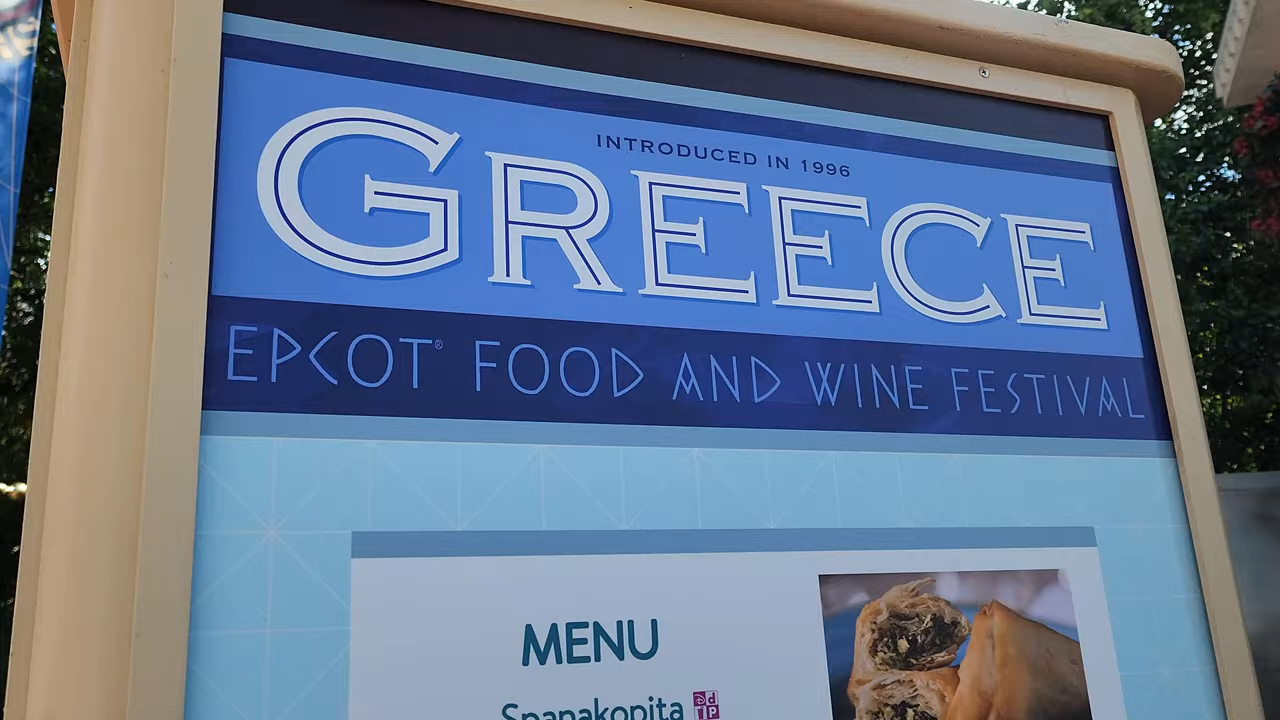 INTRODUCED IN 1996
GREECE
EPCOT® FOOD AND WINE FESTIVAL
MENU
Spanakopita